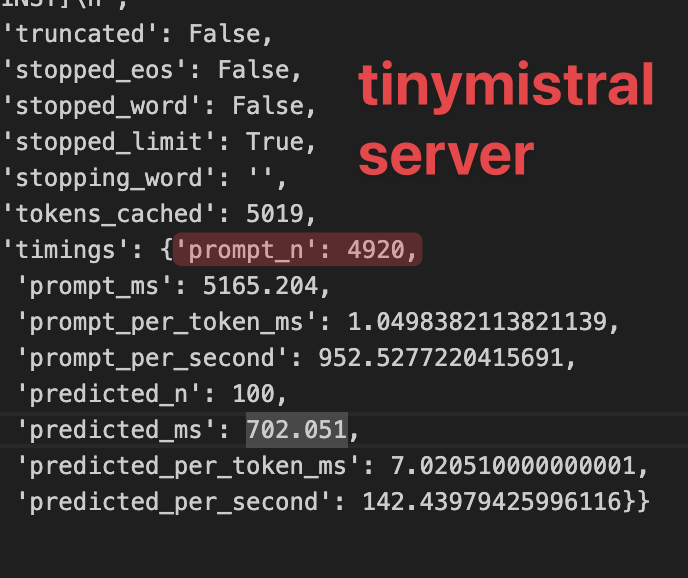 'truncated': False,
'stopped_eos': False,
'stopped_word': False,
'stopped_limit': True,
'stopping_word': '',
'tokens_cached': 5019,
'timings': {'prompt_n': 4920,
'prompt_ms': 5165.204,
'prompt_per_token_ms': 1.0498382113821139,
'prompt_per_second': 952.5277220415691,
'predicted_n': 100,
'predicted_ms': 702.051,
'predicted_per_token_ms': 7.020510000000001,
'predicted_per_second': 142.43979425996116}}
tinymistral
server